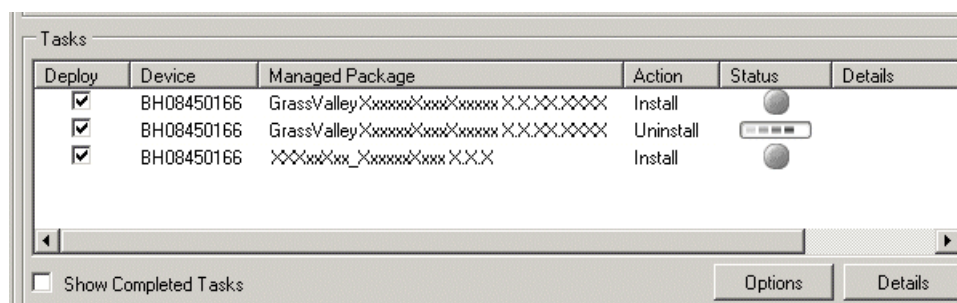 Tasks
Deploy Device Managed Package Action Status Details
BH08450166 GrassValleyXxxxxxXxxxXxxxxx X.X.XX.XXXX Install
BH08450166 GrassValleyXxxxxxXxxxXxxxxx X.X.XX.XXXX Uninstall
BH08450166 XXXxxXxx_XxxxxxXxxx X.X.X Install
Show Completed Tasks Options Details